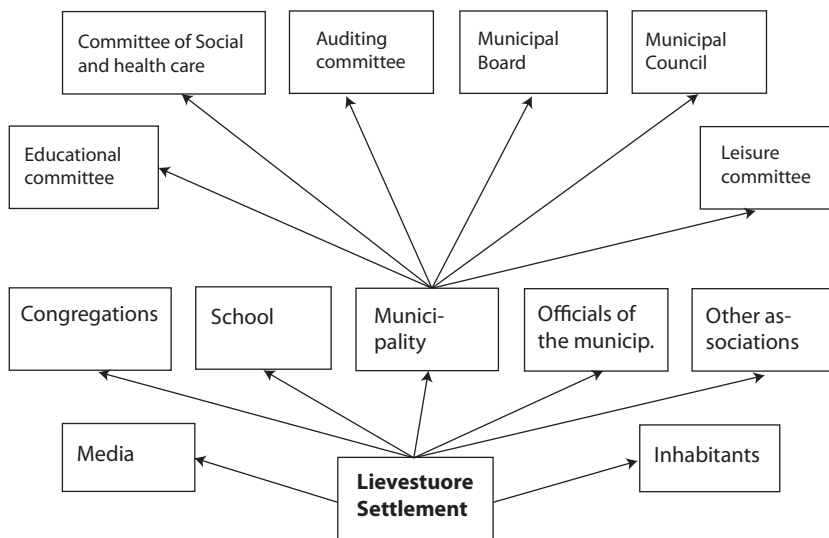 Committee of Social
and health care
Auditing
committee
Municipal
Board
Municipal
Council
Educational
committee
Leisure
committee
Congregations
School
Munici-
pality
Officials of
the municip.
Other as-
sociations
Media
Lievestuore
Settlement
Inhabitants